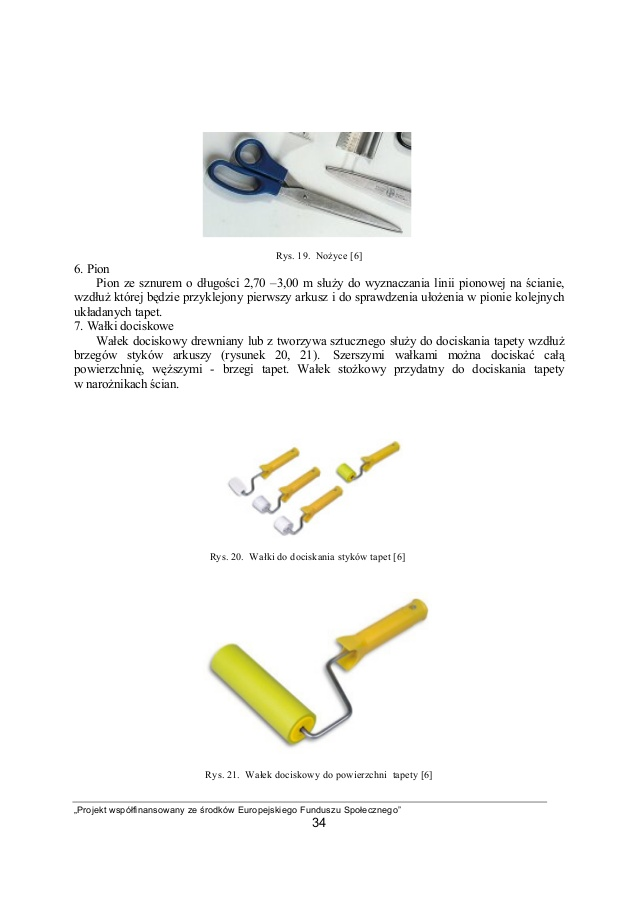 Rys. 19. Nożyce [6]
6. Pion
Pion ze sznurem o długości 2,70 –3,00 m służy do wyznaczania linii pionowej na ścianie,
wzdłuż której będzie przyklejony pierwszy arkusz i do sprawdzenia ułożenia w pionie kolejnych
układanych tapet.
7. Wałki dociskowe
Wałek dociskowy drewniany lub z tworzywa sztucznego służy do dociskania tapety wzdłuż
brzegów styków arkuszy (rysunek 20, 21). Szerszymi wałkami można dociskać całą
powierzchnię, węższymi - brzegi tapet. Wałek stożkowy przydatny do dociskania tapety
w narożnikach ścian.
Rys. 20. Wałki do dociskania styków tapet [6]
Rys. 21. Wałek dociskowy do powierzchni tapety [6]
„Projekt współfinansowany ze środków Europejskiego Funduszu Społecznego”
34